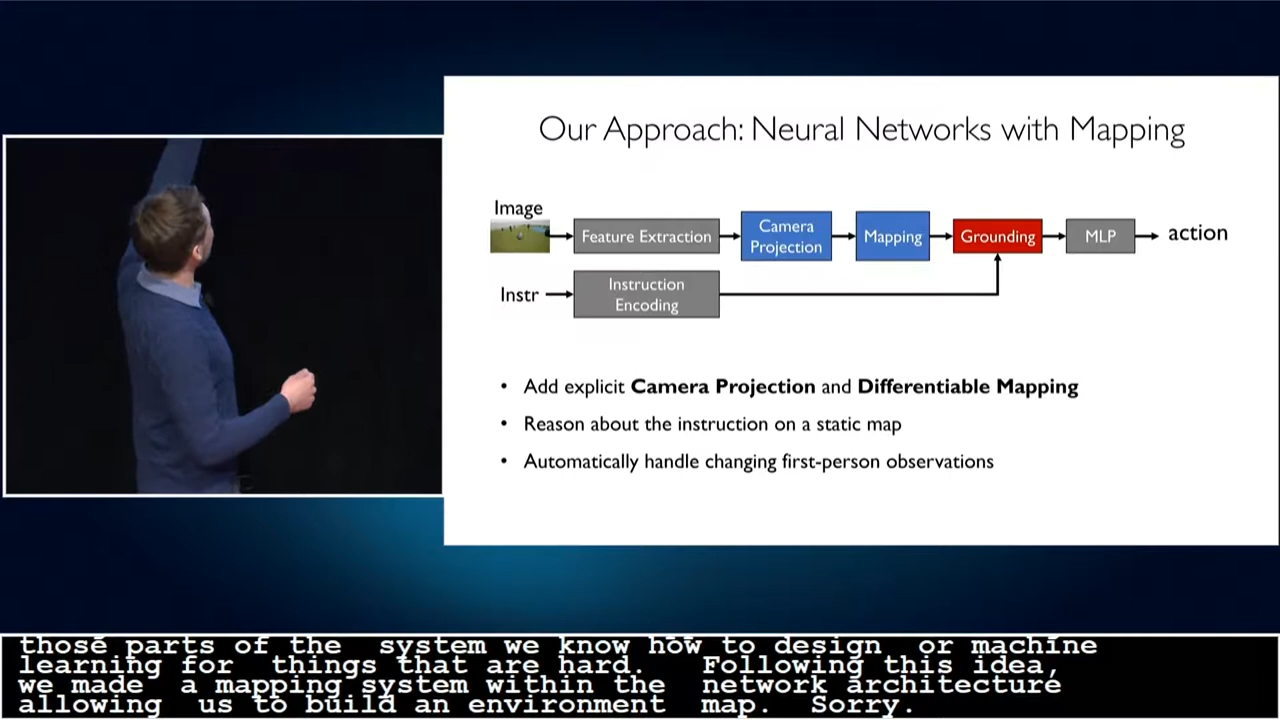 Our Approach: Neural Networks with Mapping
Image
Feature Extraction
Camera
Projection
Mapping
Grounding
MLP
action
Instr
Instruction
Encoding
• Add explicit Camera Projection and Differentiable Mapping
• Reason about the instruction on a static map
• Automatically handle changing first-person observations
those parts of the system we know how to design or machine
learning for things that are hard. Following this idea,
we made a mapping system within the network architecture
allowing us to build an environment map. Sorry.